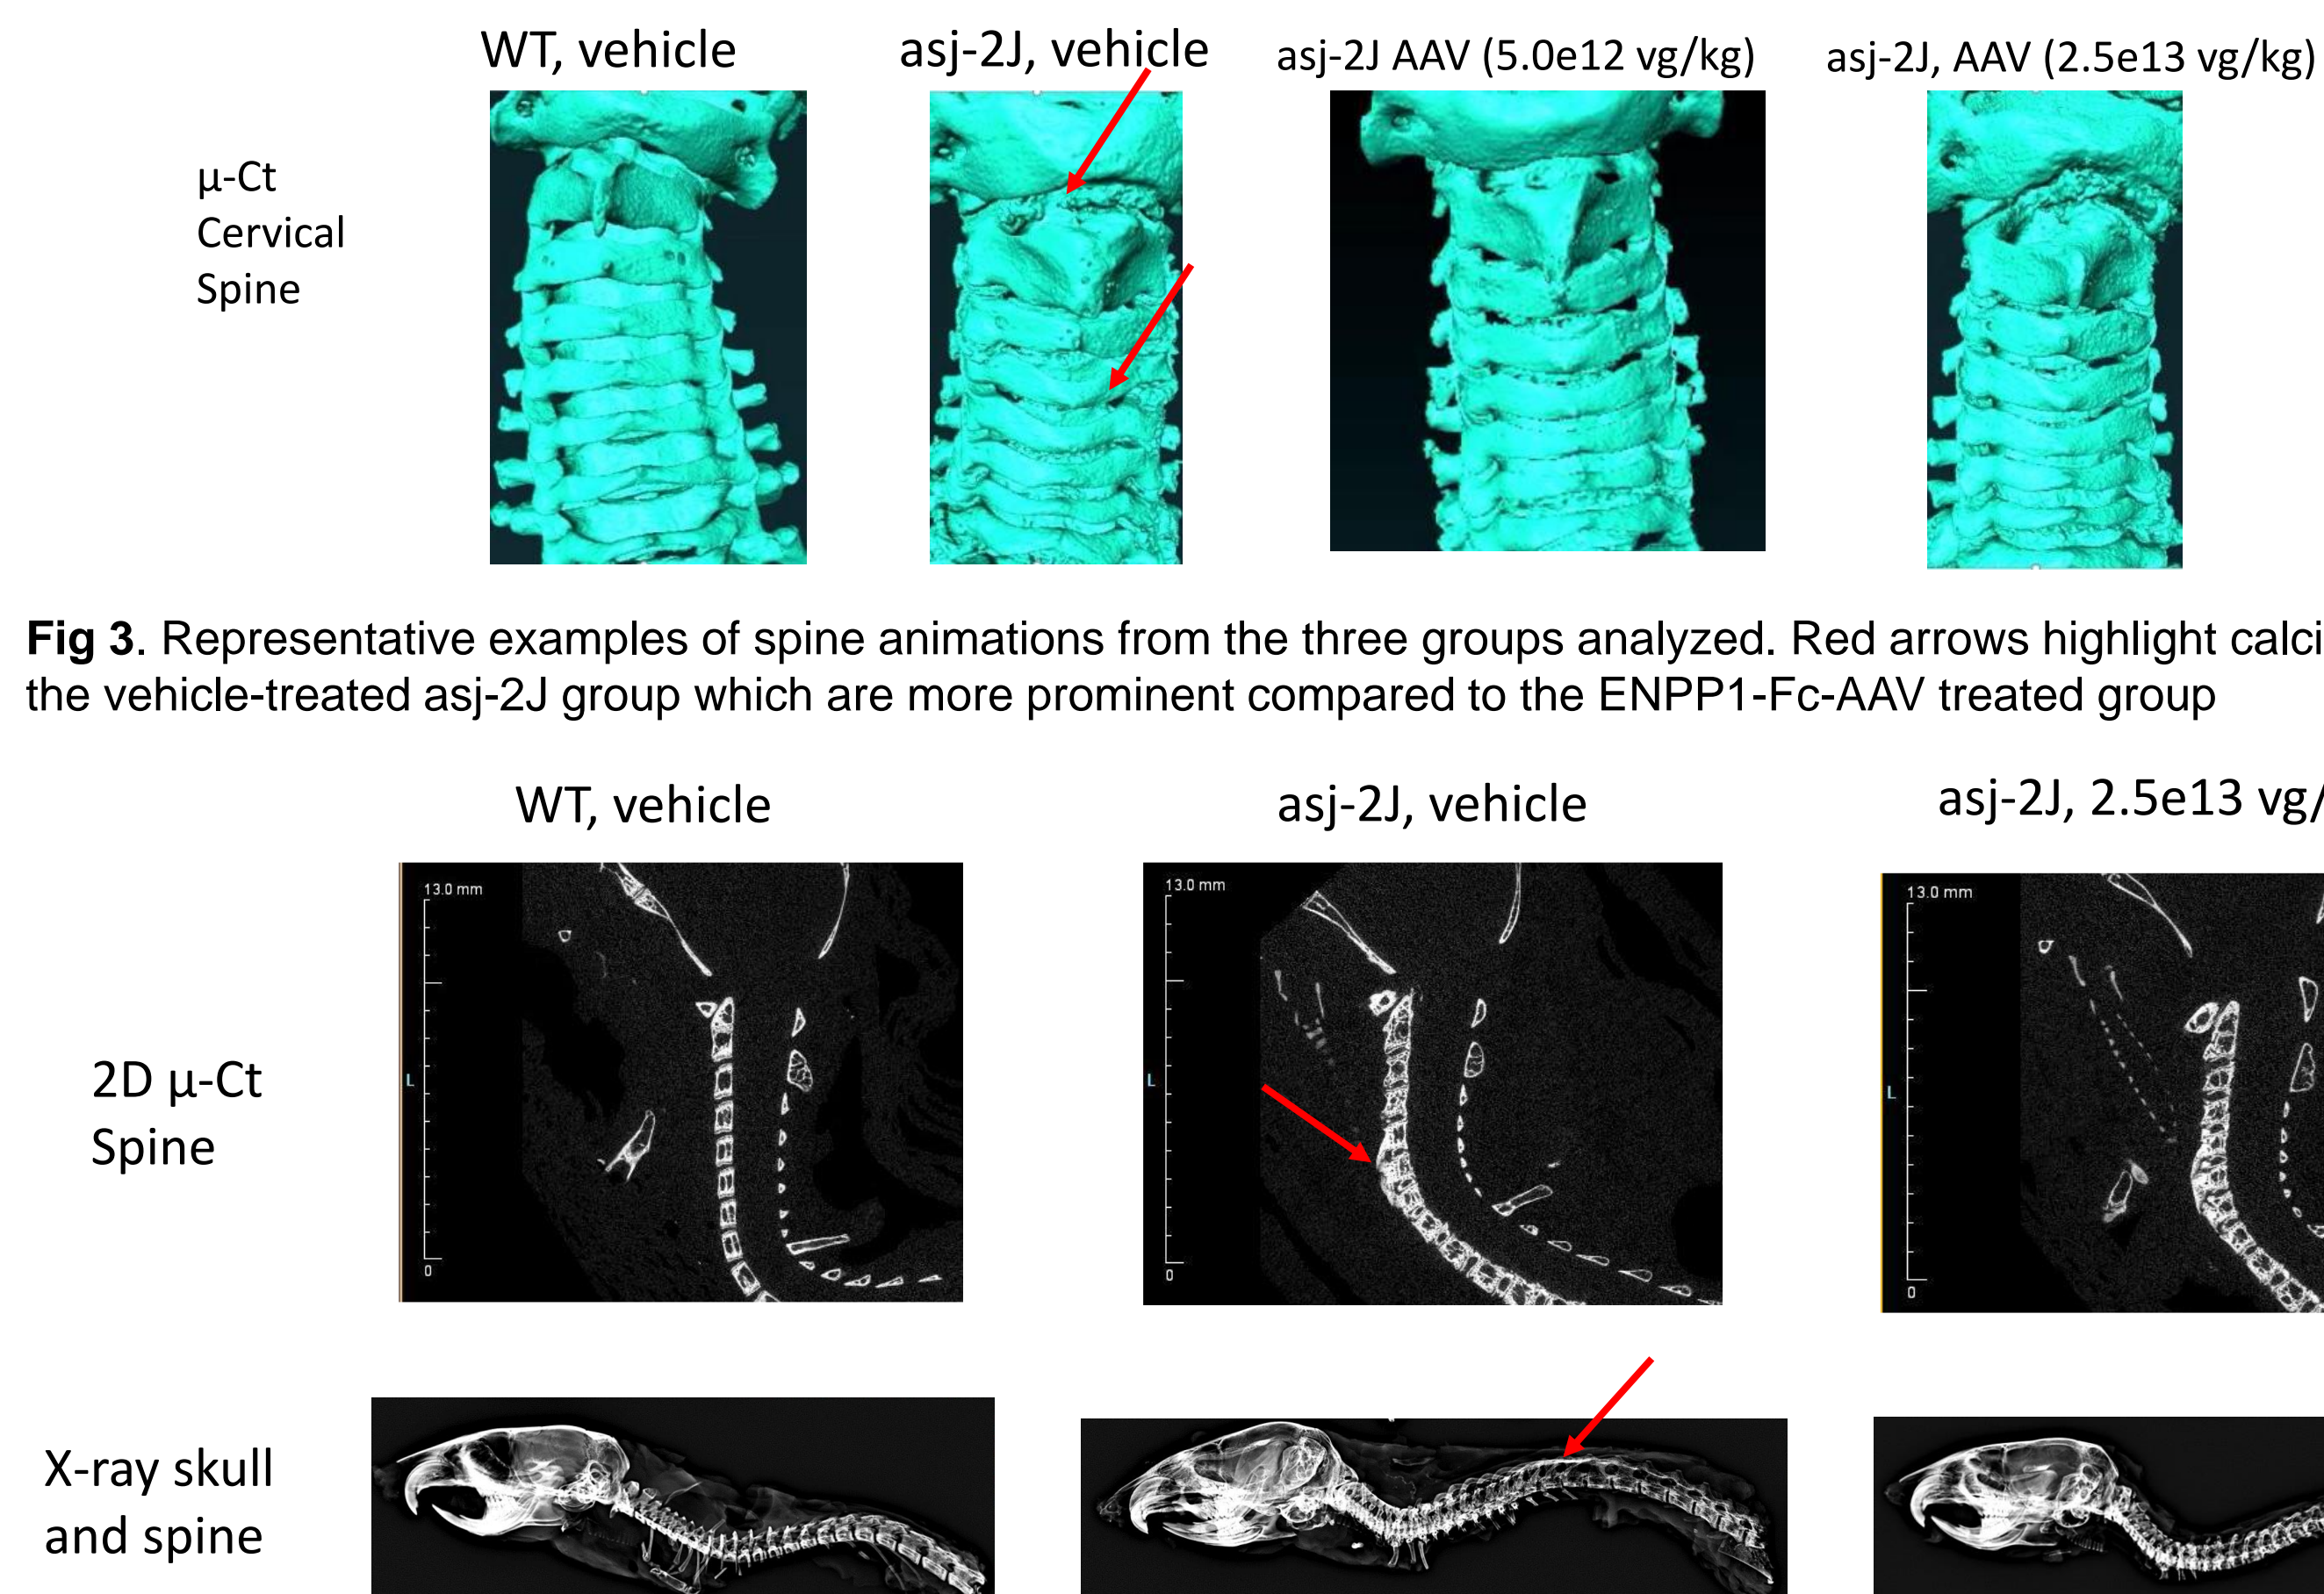 WT, vehicle
asj-2J, vehicle
asj-2J AAV (5.0e12 vg/kg)
asj-2J, AAV (2.5e13 vg/kg)
µ-Ct
Cervical
Spine
Fig 3. Representative examples of spine animations from the three groups analyzed. Red arrows highlight calci
the vehicle-treated asj-2J group which are more prominent compared to the ENPP1-Fc-AAV treated group
WT, vehicle
asj-2J, vehicle
asj-2J, 2.5e13 vg/
2D µ-Ct
Spine
13.0 mm
L
0
13.0 mm
L
0
13.0 mm
L
0
X-ray skull
and spine